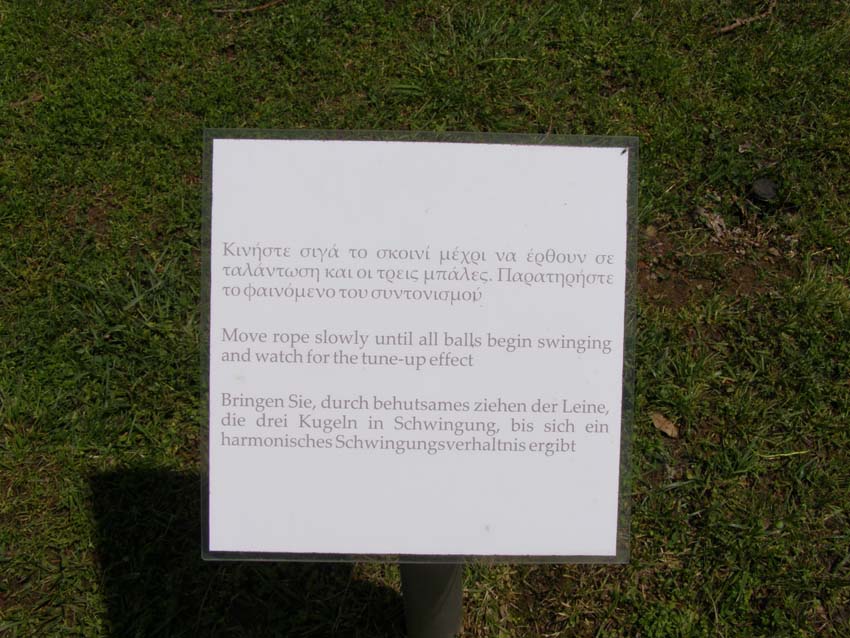 Κινήστε σιγά το σκοινί μέχρι να έρθουν σε
ταλάντωση και οι τρεις μπάλες. Παρατηρήστε
το φαινόμενο του συντονισμού
Move rope slowly until all balls begin swinging
and watch for the tune-up effect
Bringen Sie, durch behutsames ziehen der Leine,
die drei Kugeln in Schwingung, bis sich ein
harmonisches Schwingungsverhaltnis ergibt